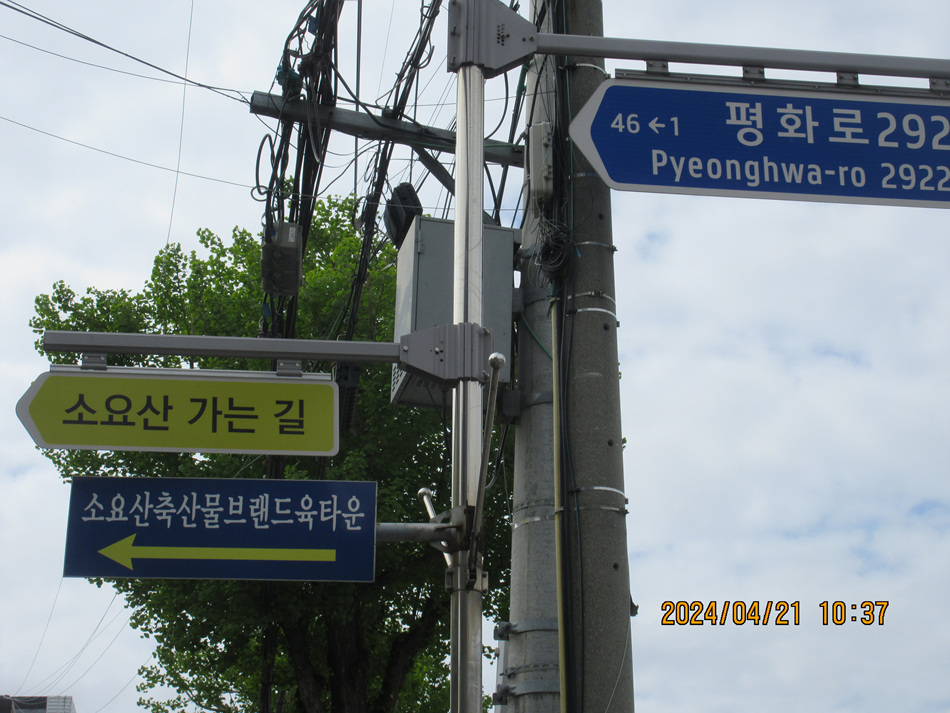 46 ←1 평화로292
Pyeonghwa-ro 2922
소요산 가는 길
소요산축산물브랜드육타운
2024/04/21 10:37